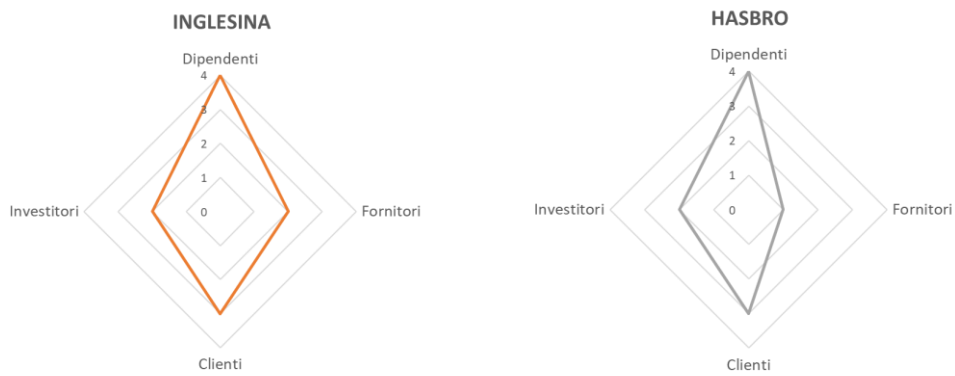 INGLESINA
Dipendenti
4
3
2
1
0
Investitori
Fornitori
Clienti
HASBRO
Dipendenti
4
3
2
1
0
Investitori
Fornitori
Clienti